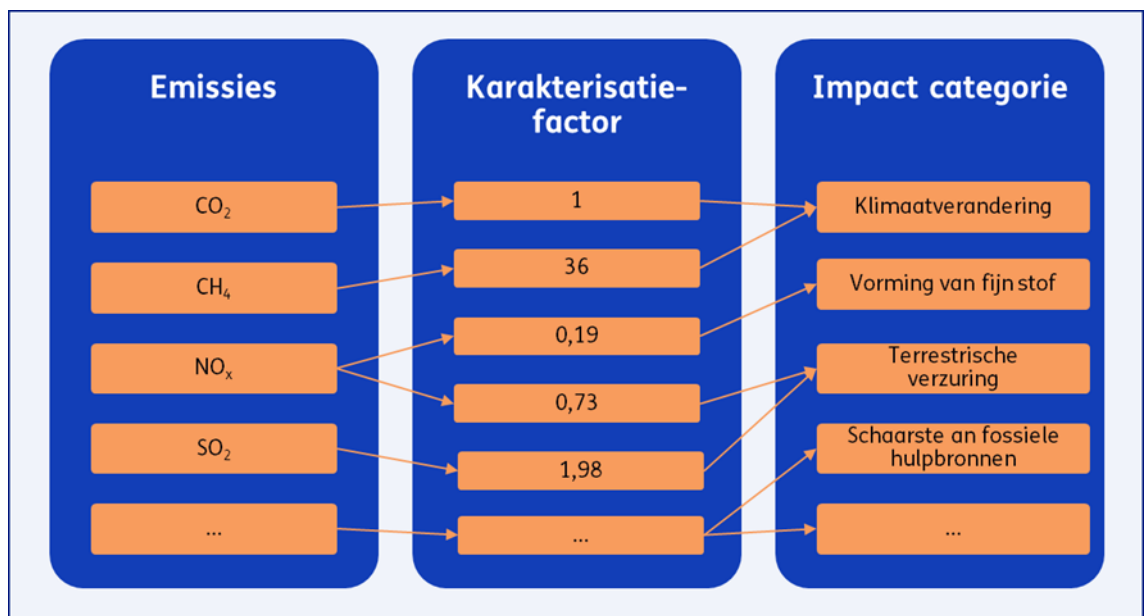 Emissies
CO₂
CH₄
NOₓ
SO₂
...
Karakterisatie-
factor
1
36
0,19
0,73
1,98
...
Impact categorie
Klimaatverandering
Vorming van fijn stof
Terrestrische
verzuring
Schaarste an fossiele
hulpbronnen
...